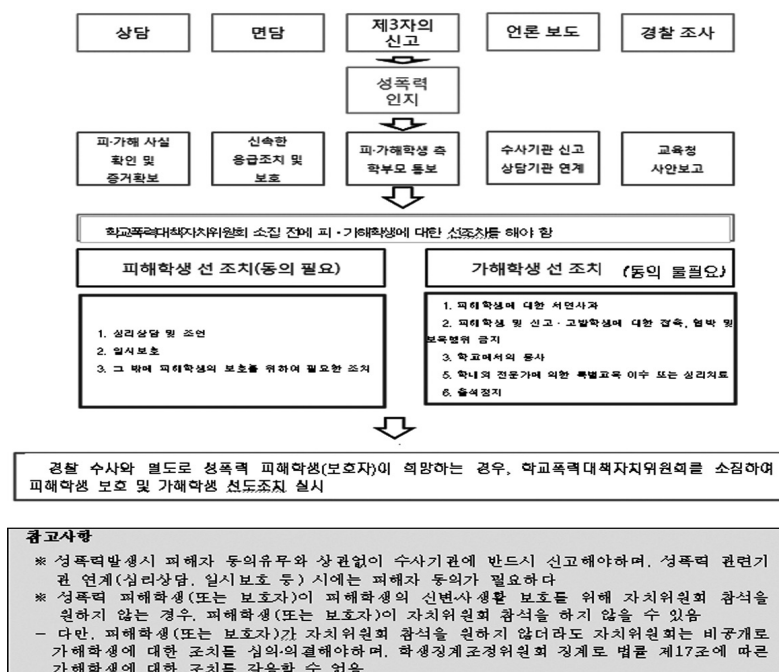 상담
면담
제3자의
신고
언론 보도
경찰 조사
성폭력
인지
피·가해 사실
확인 및
증거확보
신속한
응급조치 및
보호
피·가해학생 측
학부모 통보
수사기관 신고
상담기관 연계
교육청
사안보고
학교폭력대책자치위원회 소집 전에 피·가해학생에 대한 선조치를 해야 함
피해학생 선 조치(동의 필요)
가해학생 선 조치 (동의 불필요)
1. 심리상담 및 조언
2. 일시보호
3. 그 밖에 피해학생의 보호를 위하여 필요한 조치
1. 피해학생에 대한 서면사과
2. 피해학생 및 신고·고발학생에 대한 접촉, 협박 및
보복행위 금지
3. 학교에서의 봉사
5. 학내외 전문가에 의한 특별교육 이수 또는 심리치료
6. 출석정지
경찰 수사와 별도로 성폭력 피해학생(보호자)이 희망하는 경우, 학교폭력대책자치위원회를 소집하여
피해학생 보호 및 가해학생 선도조치 실시
참고사항
※ 성폭력발생시 피해자 동의유무와 상관없이 수사기관에 반드시 신고해야하며, 성폭력 관련기
관 연계(심리상담, 일시보호 등) 시에는 피해자 동의가 필요하다
※ 성폭력 피해학생(또는 보호자)이 피해학생의 신변·사생활 보호를 위해 자치위원회 참석을
원하지 않는 경우, 피해학생(또는 보호자)이 자치위원회 참석을 하지 않을 수 있음
- 다만, 피해학생(또는 보호자)가 자치위원회 참석을 원하지 않더라도 자치위원회는 비공개로
가해학생에 대한 조치를 심의·의결해야하며, 학생징계조정위원회 징계로 법률 제17조에 따른
가해학생에 대한 조치를 갈음할 수 없음